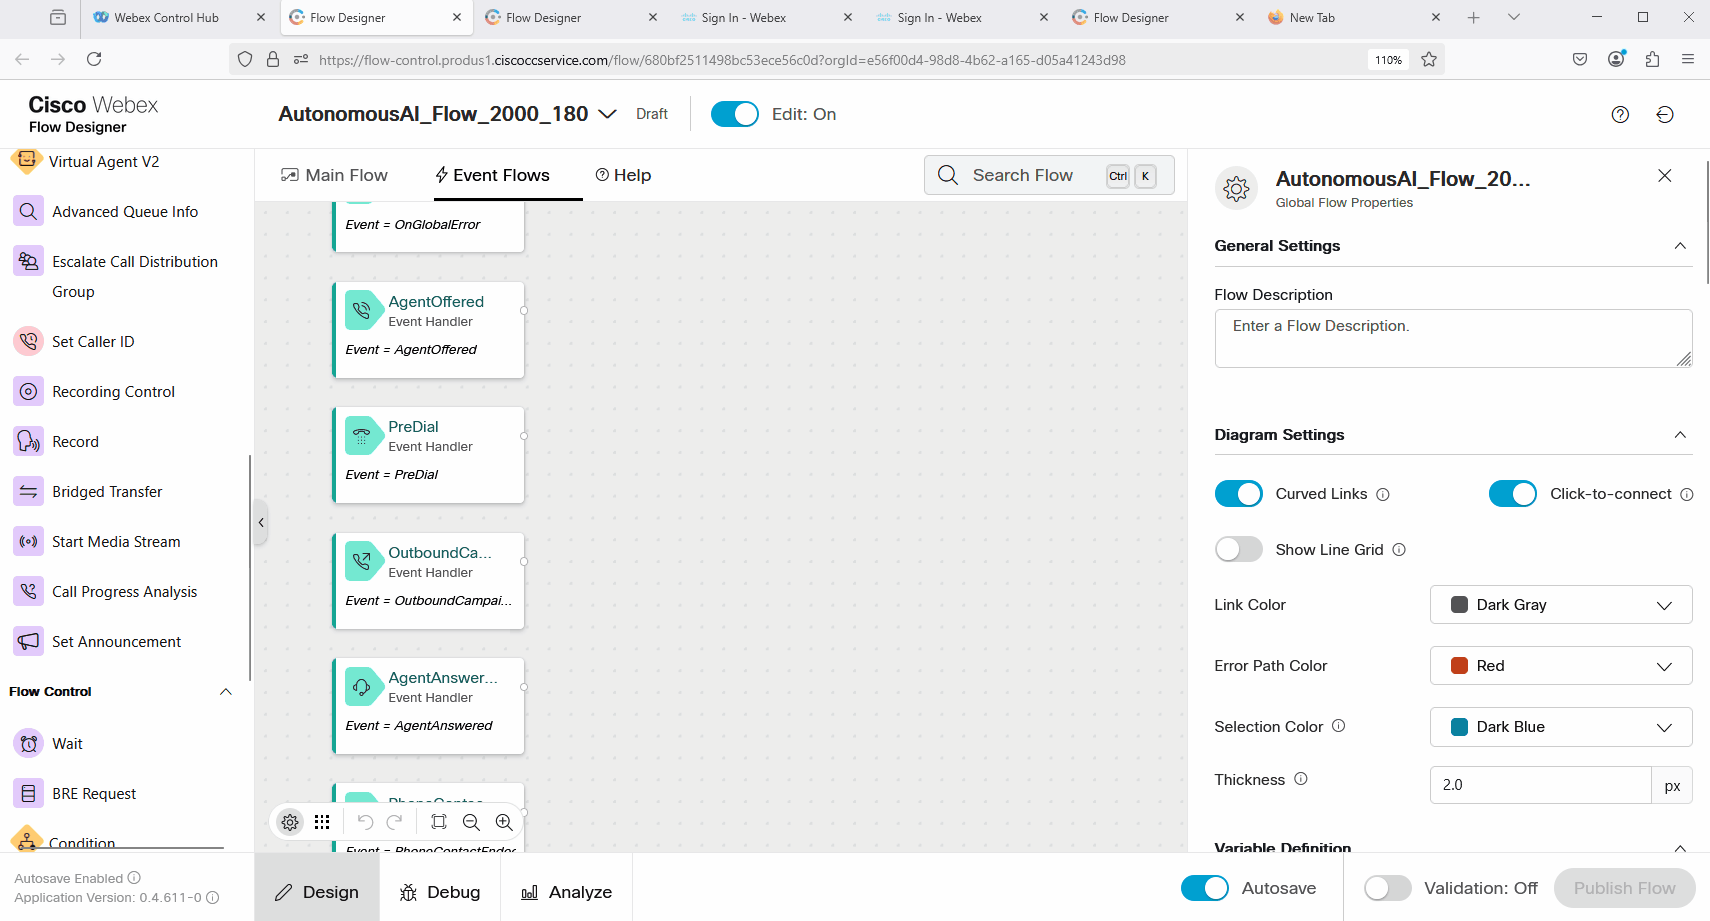 Webex Control Hub
Flow Designer
Flow Designer
Sign In - Webex
Sign In - Webex
Flow Designer
New Tab
https://flow-control.produs1.ciscoccservice.com/flow/680bf2511498bc53ece56c0d?orgId=e56f00d4-98d8-4b62-a165-d05a41243d98
110%
Cisco Webex
Flow Designer
AutonomousAI_Flow_2000_180
Draft
Edit: On
Virtual Agent V2
Advanced Queue Info
Escalate Call Distribution
Group
Set Caller ID
Recording Control
Record
Bridged Transfer
Start Media Stream
Call Progress Analysis
Set Announcement
Flow Control
Wait
BRE Request
Condition
Autosave Enabled
Application Version: 0.4.611-0
Main Flow
Event Flows
Help
Search Flow
Ctrl
K
Event = OnGlobalError
AgentOffered
Event Handler
Event = AgentOffered
PreDial
Event Handler
Event = PreDial
OutboundCa...
Event Handler
Event = OutboundCampai...
AgentAnswer...
Event Handler
Event = AgentAnswered
PhoneContac...
Event = PhoneContactEnded
Design
Debug
Analyze
AutonomousAI_Flow_20...
Global Flow Properties
General Settings
Flow Description
Enter a Flow Description.
Diagram Settings
Curved Links
Click-to-connect
Show Line Grid
Link Color
Dark Gray
Error Path Color
Red
Selection Color
Dark Blue
Thickness
2.0
px
Variable Definition
Autosave
Validation: Off
Publish Flow